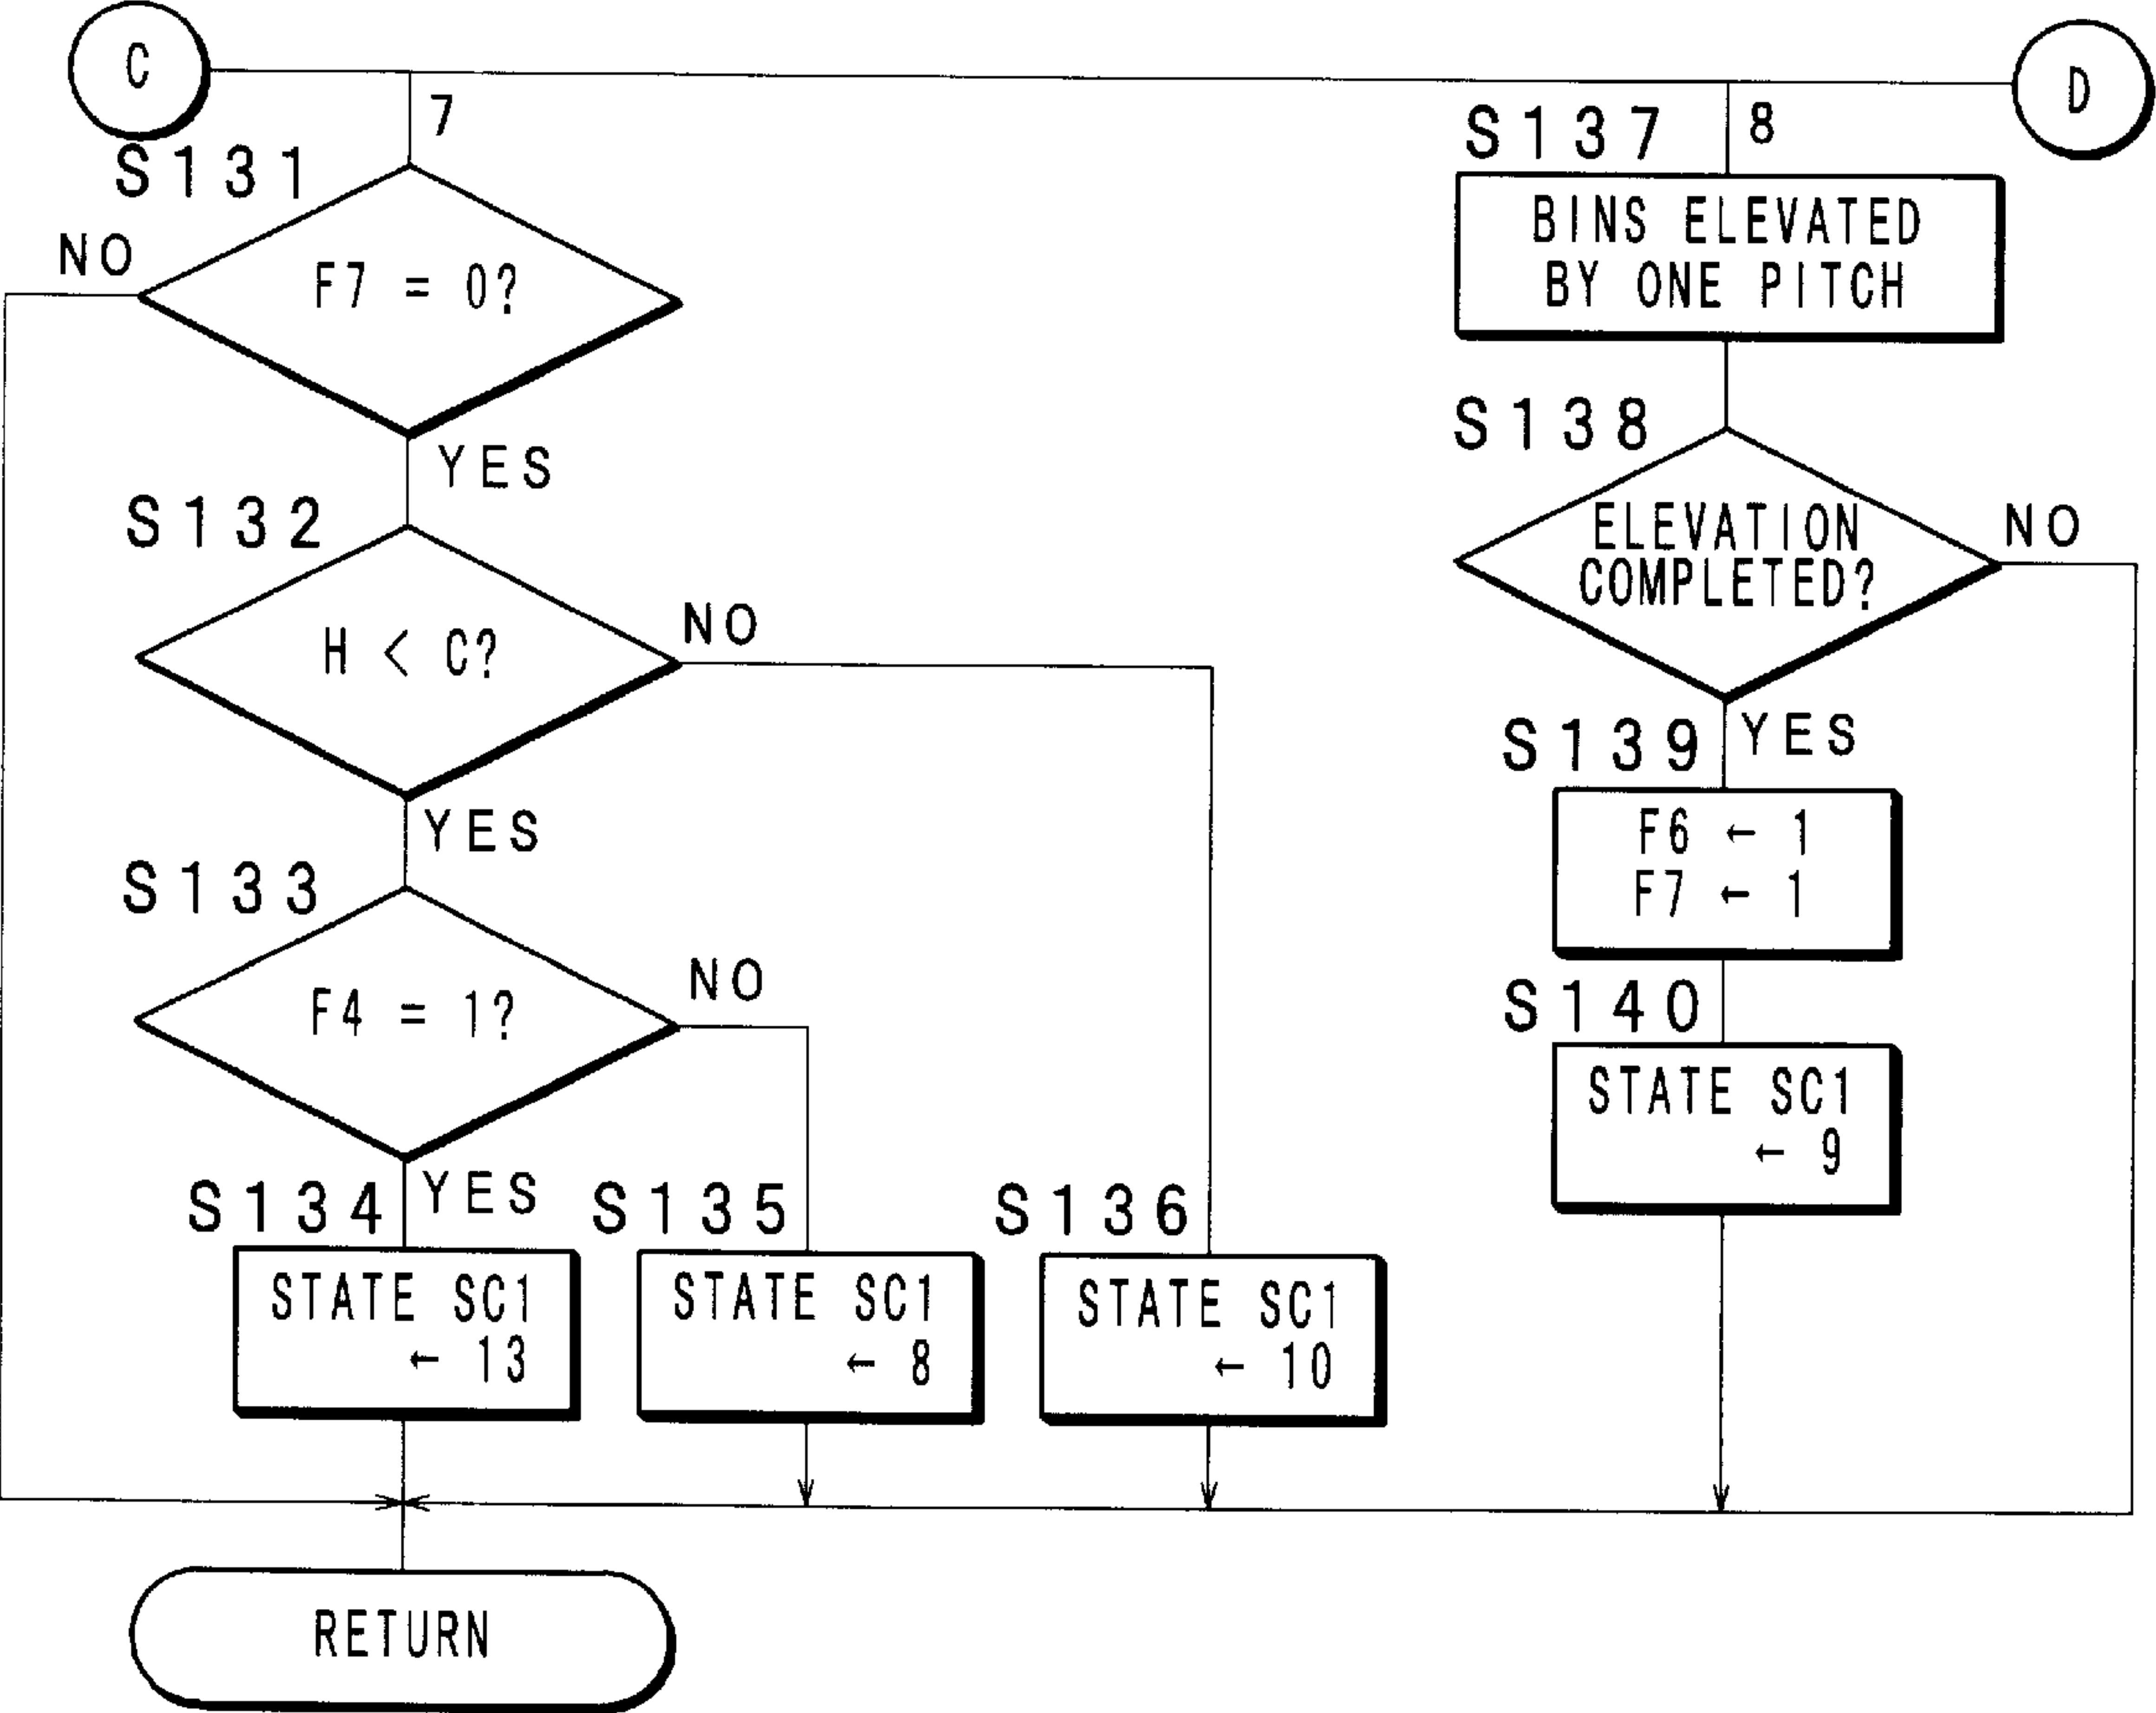 C
7
S131
NO
F7 = 0?
YES
S132
H < C?
NO
YES
S133
F4 = 1?
NO
YES
S134
STATE SC1
← 13
S135
STATE SC1
← 8
S136
STATE SC1
← 10
RETURN
D
8
S137
BINS ELEVATED
BY ONE PITCH
S138
ELEVATION
COMPLETED?
NO
YES
S139
F6 ← 1
F7 ← 1
S140
STATE SC1
← 9